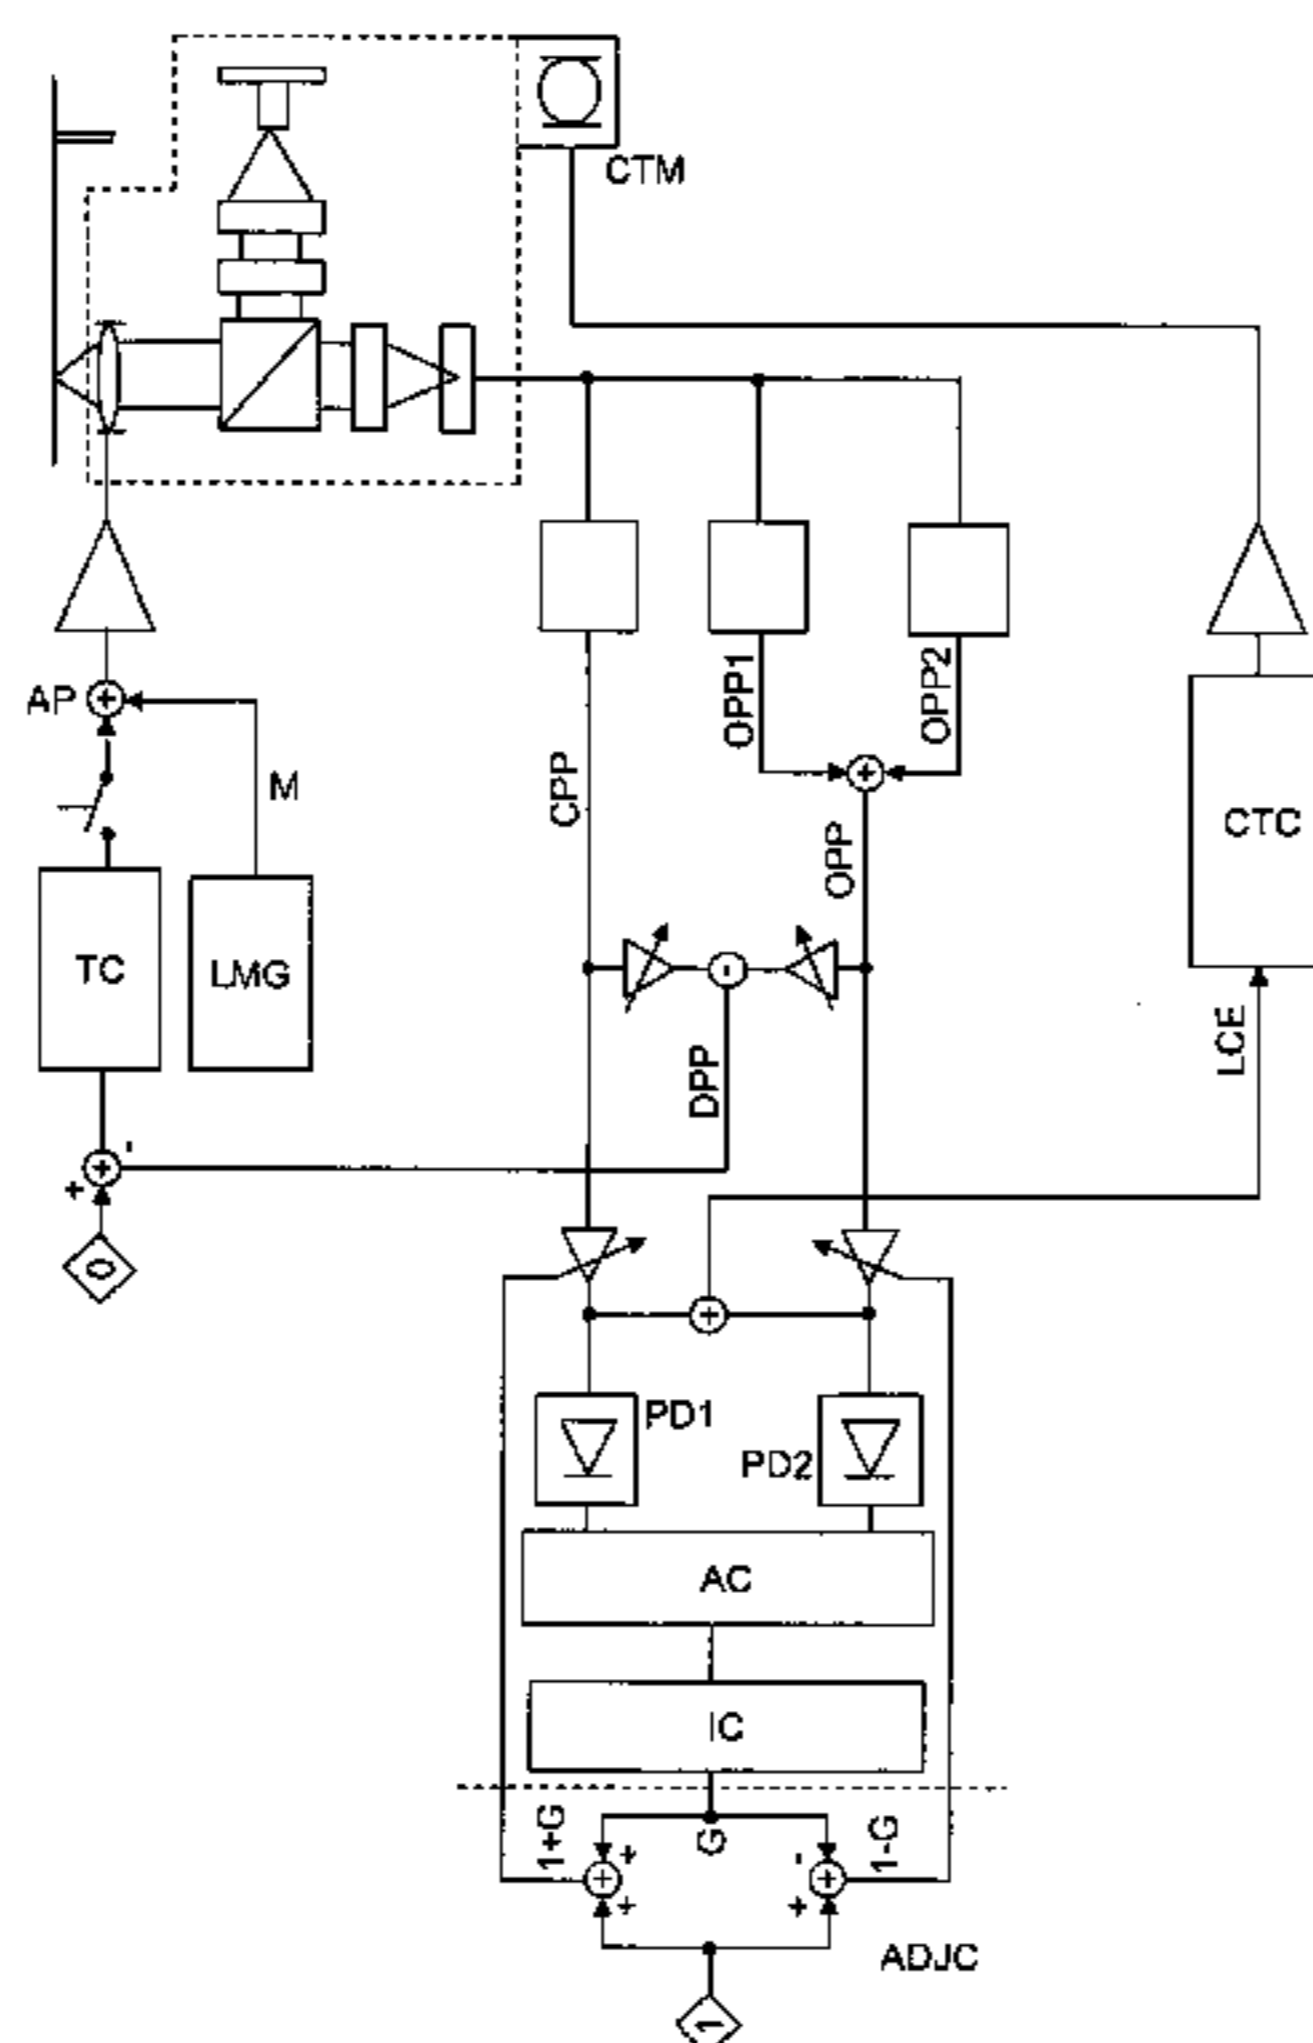 CTM
OPP1
OPP2
AP
+
M
CPP
+
OPP
CTC
TC
LMG
-
LCE
DPP
-
+
+
0
+
PD1
PD2
AC
IC
1+G
G
1-G
+
-
+
+
+
+
ADJC
1